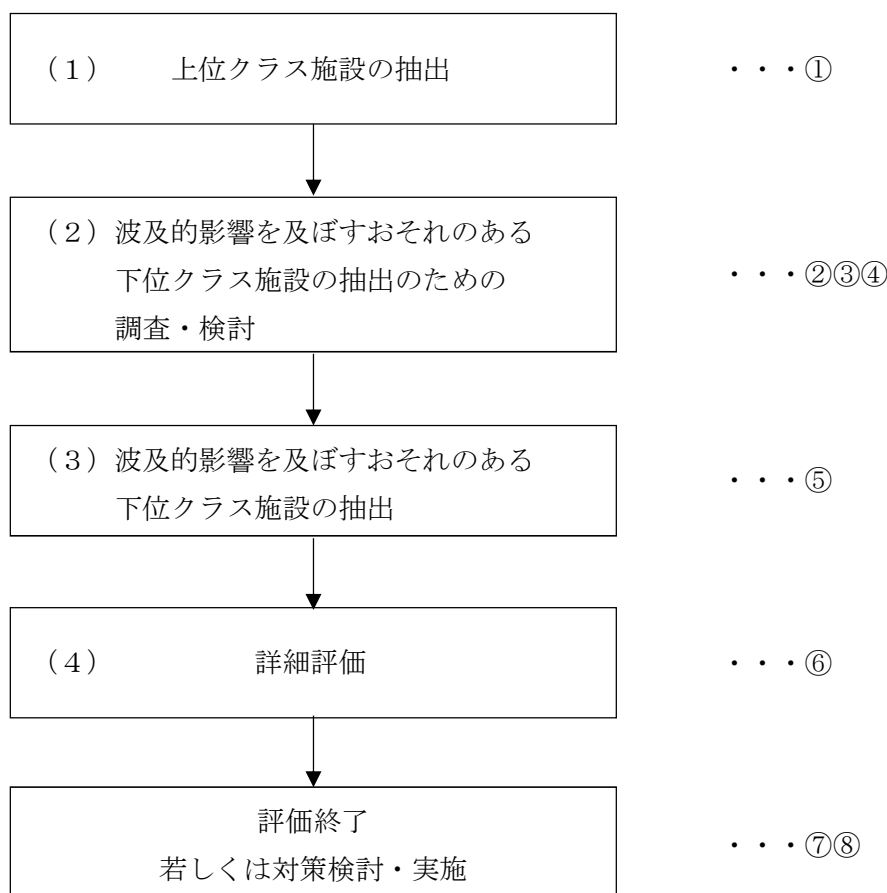 （１）　　上位クラス施設の抽出　・・・①
（２）波及的影響を及ぼすおそれのある
下位クラス施設の抽出のための　・・・②③④
調査・検討
（３）波及的影響を及ぼすおそれのある
下位クラス施設の抽出　・・・⑤
（４）　　詳細評価　・・・⑥
評価終了
若しくは対策検討・実施　・・・⑦⑧